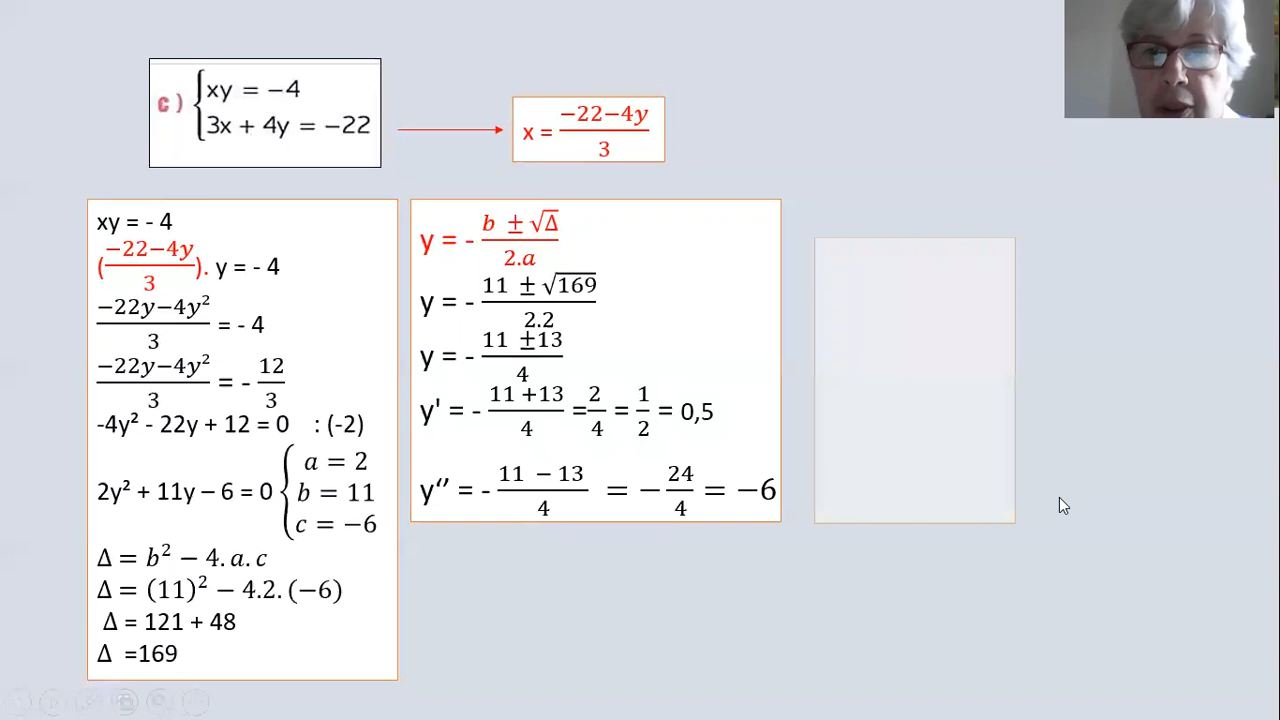 c ) { xy = −4
3x + 4y = −22
x = (−22−4y)/3
xy = - 4
((−22−4y)/3). y = - 4
(−22y−4y²)/3 = - 4
(−22y−4y²)/3 = - 12/3
-4y² - 22y + 12 = 0 : (-2)
2y² + 11y – 6 = 0 { a = 2
b = 11
c = −6
Δ = b² − 4. a. c
Δ = (11)² − 4.2. (−6)
Δ = 121 + 48
Δ =169
y = - (b ± √Δ)/(2.a)
y = - (11 ± √169)/(2.2)
y = - (11 ±13)/4
y' = - (11 +13)/4 = 2/4 = 1/2 = 0,5
y’’ = - (11 − 13)/4 = − 24/4 = −6